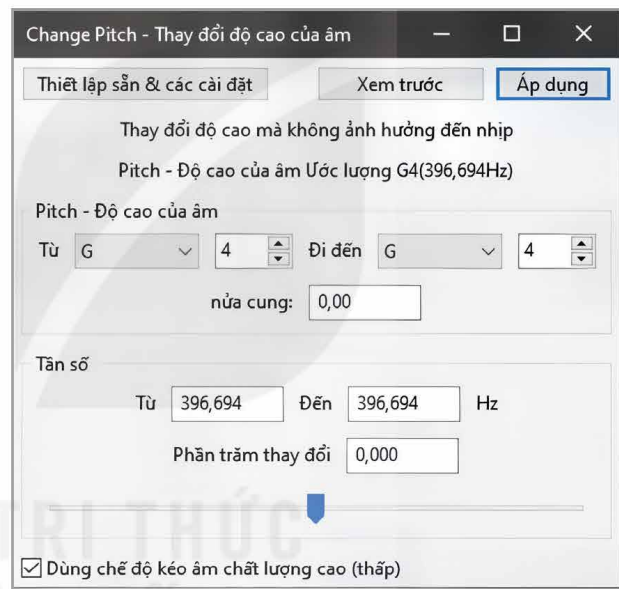 Change Pitch - Thay đổi độ cao của âm
Thiết lập sẵn & các cài đặt Xem trước Áp dụng
Thay đổi độ cao mà không ảnh hưởng đến nhịp
Pitch - Độ cao của âm Ước lượng G4(396,694Hz)
Pitch - Độ cao của âm
Từ G 4 Đi đến G 4
nửa cung: 0,00
Tần số
Từ 396,694 Đến 396,694 Hz
Phần trăm thay đổi 0,000
TRI THỨC
Dùng chế độ kéo âm chất lượng cao (thấp)